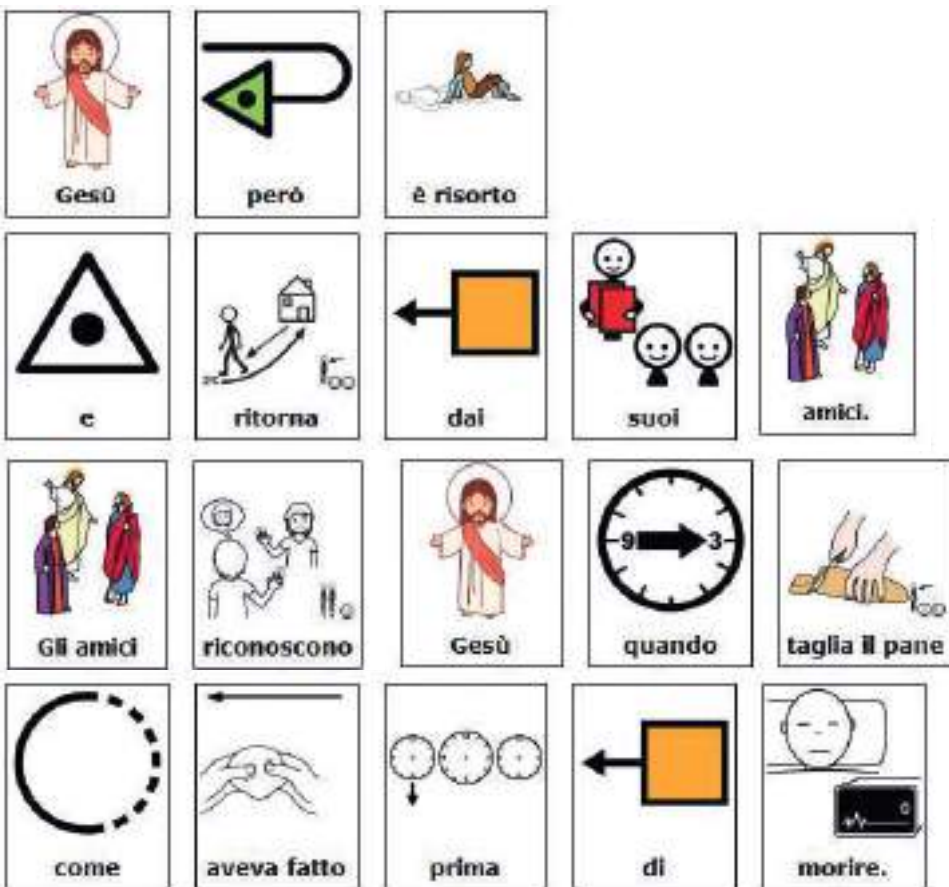 Gesù però è risorto
e ritorna dai suoi amici.
Gli amici riconoscono Gesù quando taglia il pane
come aveva fatto prima di morire.